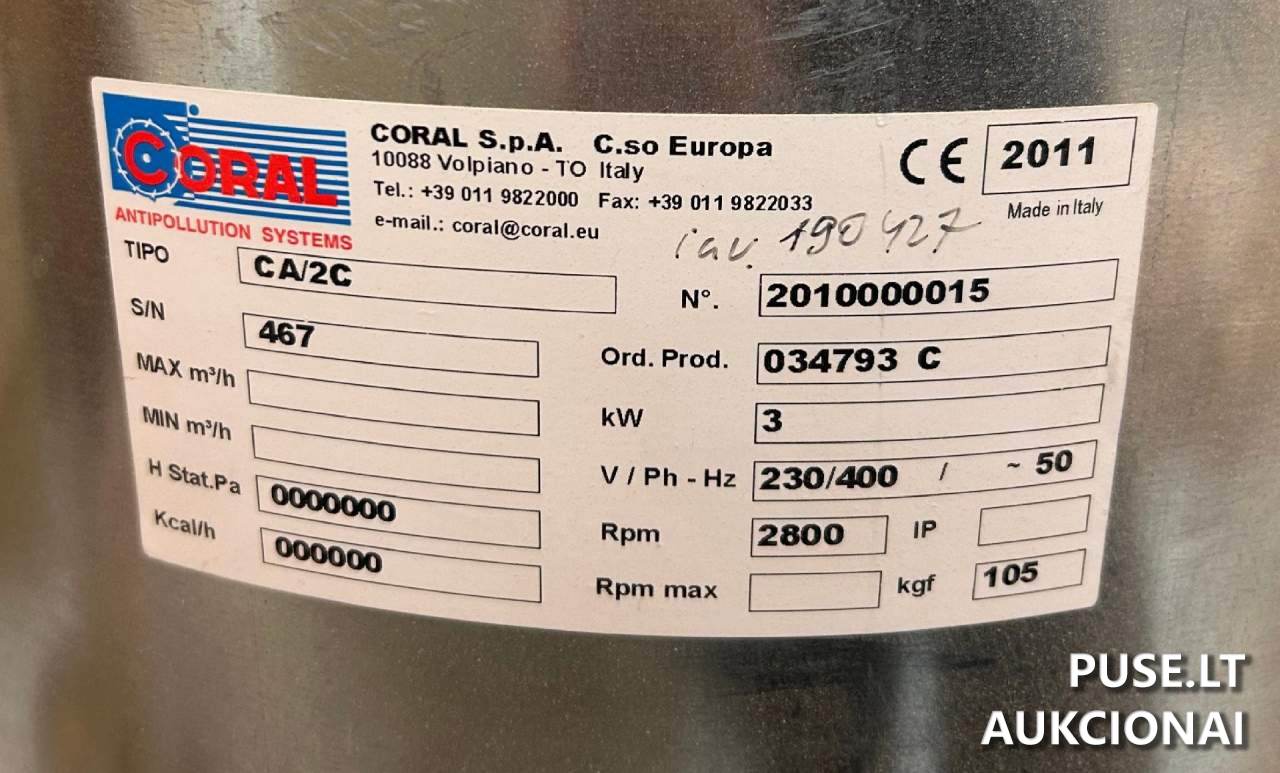 CORAL
ANTIPOLLUTION SYSTEMS
CORAL S.p.A. C.so Europa
10088 Volpiano - TO Italy
Tel.: +39 011 9822000 Fax: +39 011 9822033
e-mail.: coral@coral.eu
CE 2011
Made in Italy
inv. 190427
TIPO CA/2C
N°. 2010000015
S/N 467
Ord. Prod. 034793 C
MAX m³/h
kW 3
MIN m³/h
V / Ph - Hz 230/400 / ~ 50
H Stat.Pa 0000000
Rpm 2800 IP
Kcal/h 000000
Rpm max kgf 105
PUSE.LT
AUKCIONAI